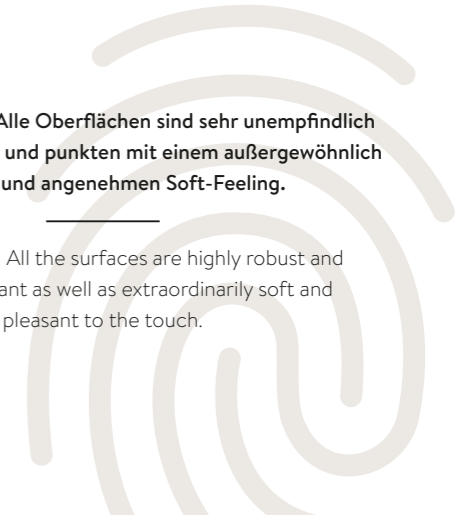 Alle Oberflächen sind sehr unempfindlich
und punkten mit einem außergewöhnlich
und angenehmen Soft-Feeling.
All the surfaces are highly robust and
ant as well as extraordinarily soft and
pleasant to the touch.